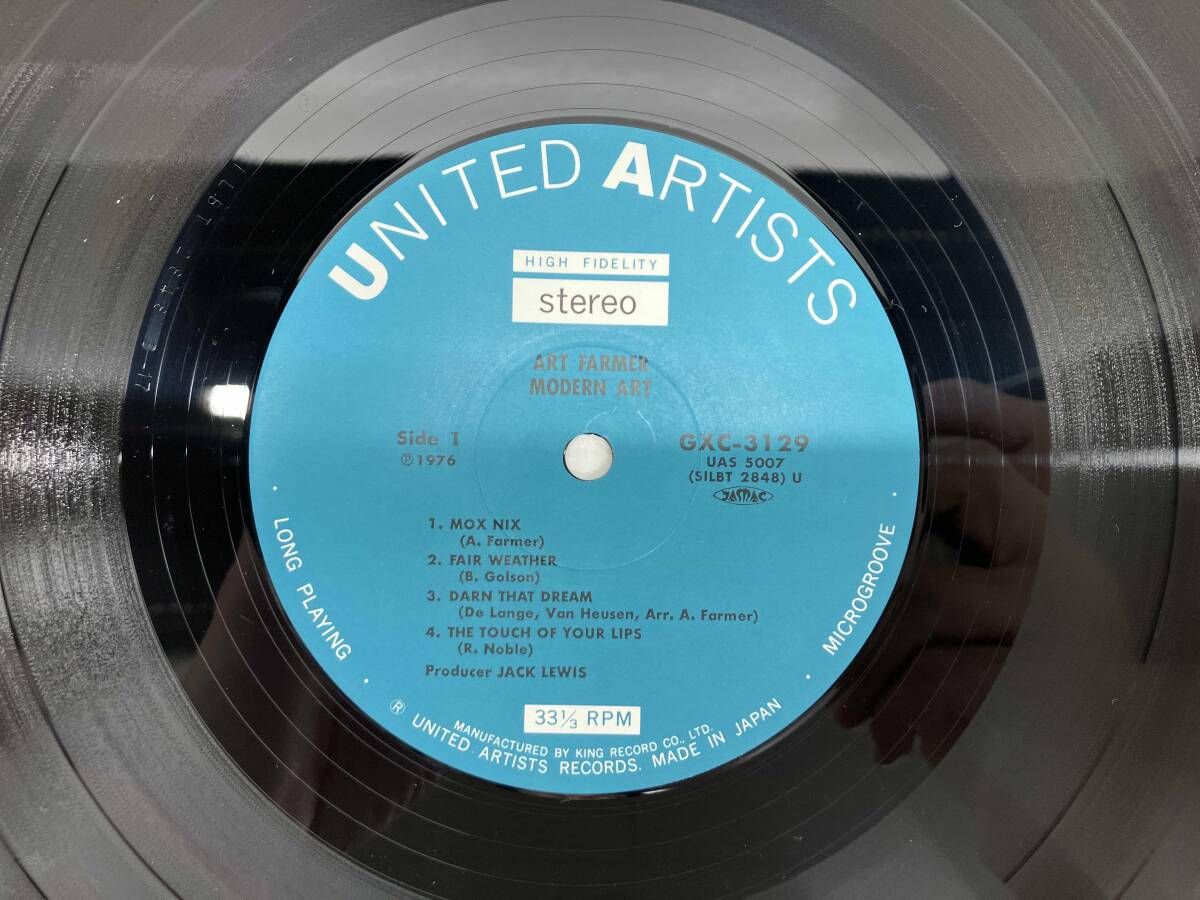 UNITED ARTISTS
HIGH FIDELITY
stereo
ART FARMER
MODERN ART
Side 1
℗ 1976
GXC-3129
UAS 5007
(SILBT 2848) U
JASRAC
1. MOX NIX
(A. Farmer)
2. FAIR WEATHER
(B. Golson)
3. DARN THAT DREAM
(De Lange, Van Heusen, Arr. A. Farmer)
4. THE TOUCH OF YOUR LIPS
(R. Noble)
Producer JACK LEWIS
· LONG PLAYING ·
· MICROGROOVE ·
33⅓ RPM
MANUFACTURED BY KING RECORD CO., LTD.
® UNITED ARTISTS RECORDS. MADE IN JAPAN